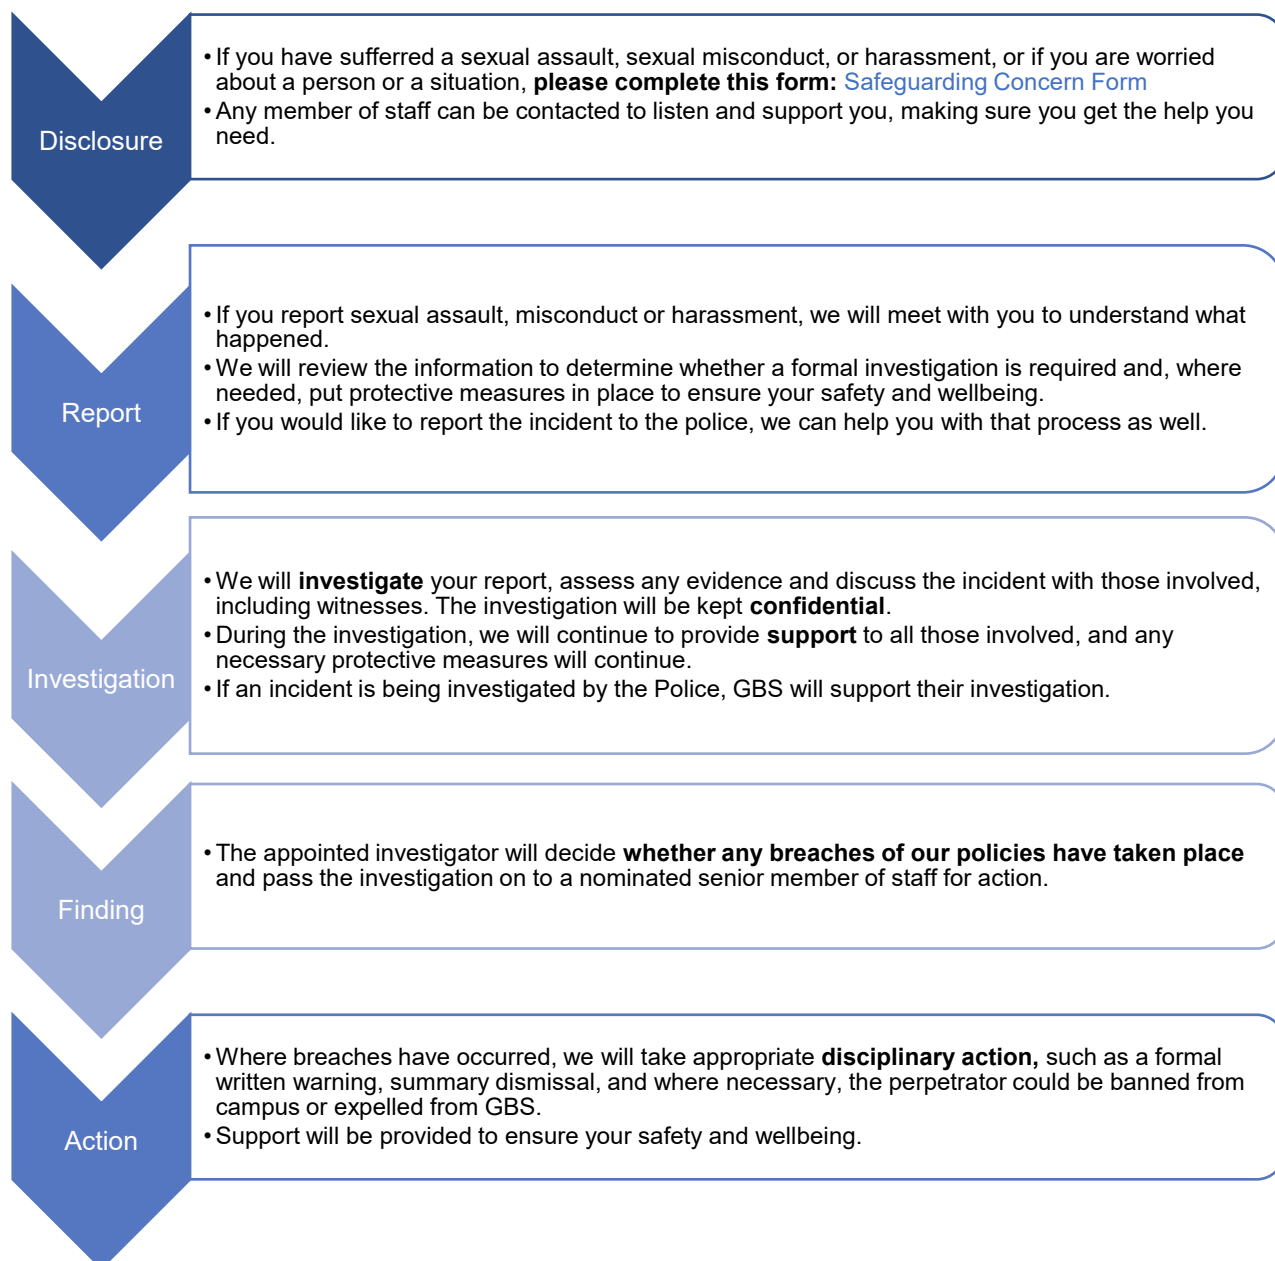 Disclosure
• If you have sufferred a sexual assault, sexual misconduct, or harassment, or if you are worried
about a person or a situation, please complete this form: Safeguarding Concern Form
• Any member of staff can be contacted to listen and support you, making sure you get the help you
need.
Report
• If you report sexual assault, misconduct or harassment, we will meet with you to understand what
happened.
• We will review the information to determine whether a formal investigation is required and, where
needed, put protective measures in place to ensure your safety and wellbeing.
• If you would like to report the incident to the police, we can help you with that process as well.
Investigation
• We will investigate your report, assess any evidence and discuss the incident with those involved,
including witnesses. The investigation will be kept confidential.
• During the investigation, we will continue to provide support to all those involved, and any
necessary protective measures will continue.
• If an incident is being investigated by the Police, GBS will support their investigation.
Finding
• The appointed investigator will decide whether any breaches of our policies have taken place
and pass the investigation on to a nominated senior member of staff for action.
Action
• Where breaches have occurred, we will take appropriate disciplinary action, such as a formal
written warning, summary dismissal, and where necessary, the perpetrator could be banned from
campus or expelled from GBS.
• Support will be provided to ensure your safety and wellbeing.